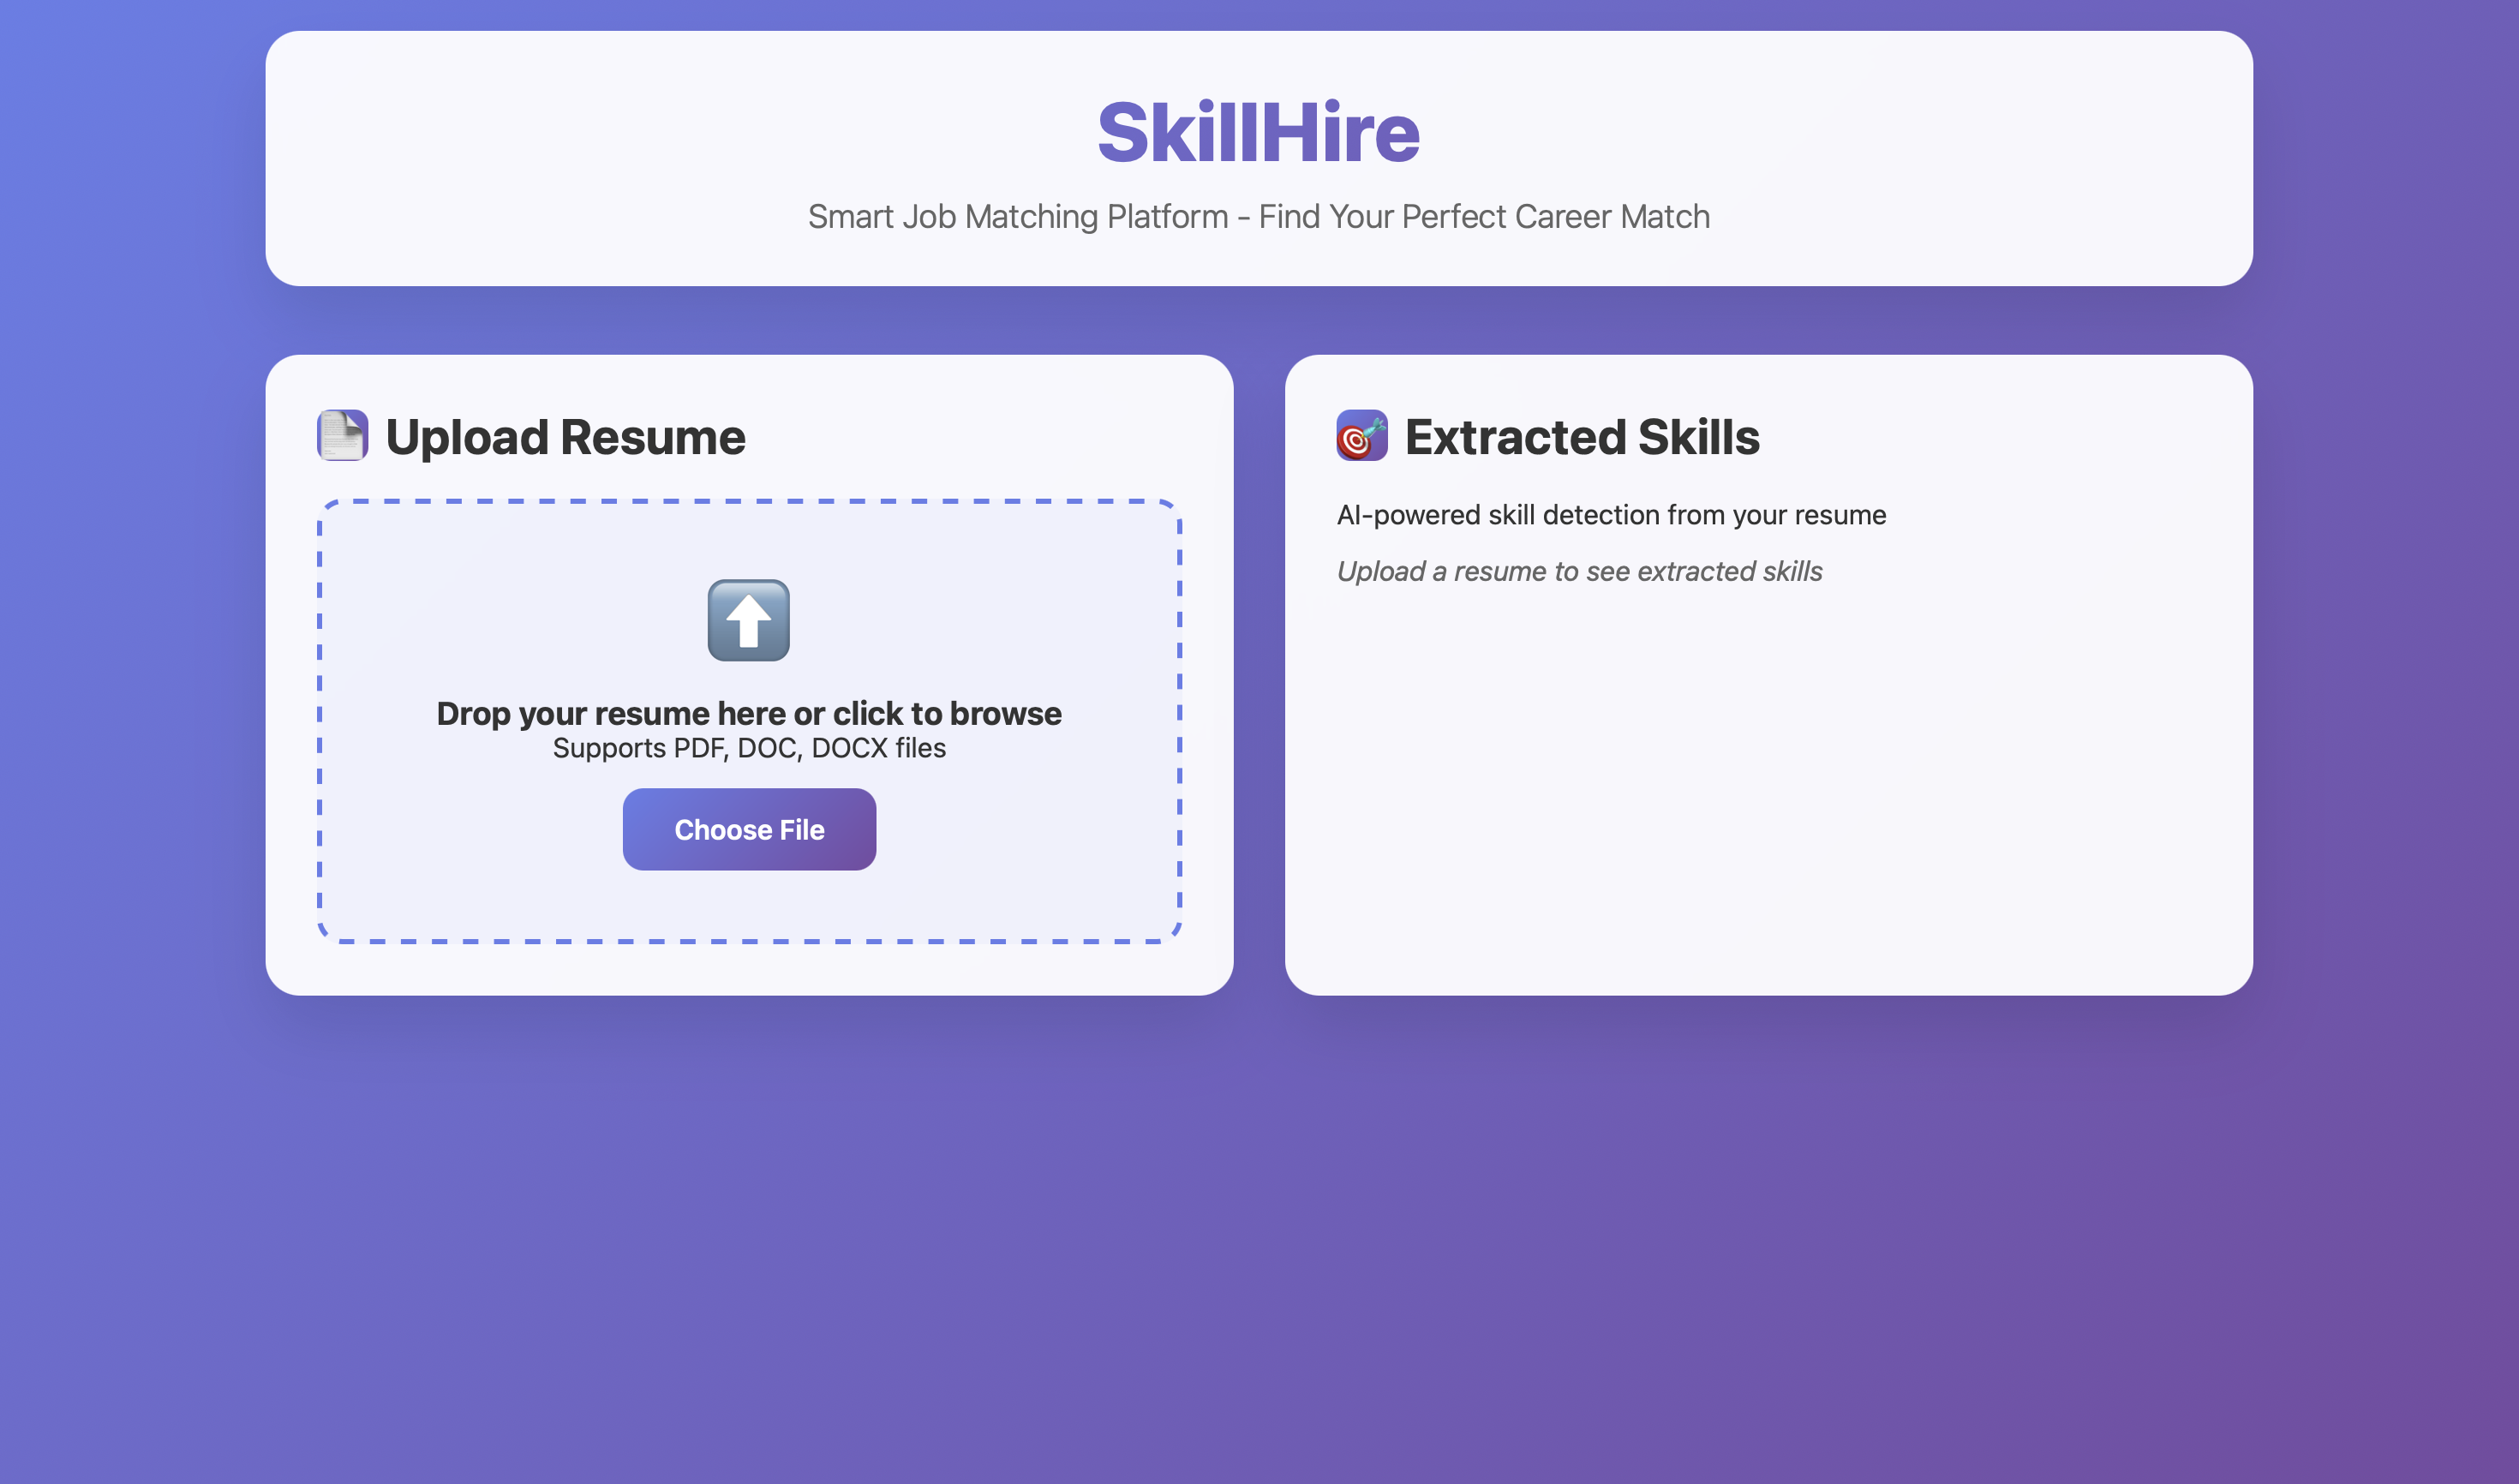 SkillHire
Smart Job Matching Platform - Find Your Perfect Career Match
Upload Resume
Drop your resume here or click to browse
Supports PDF, DOC, DOCX files
Choose File
Extracted Skills
AI-powered skill detection from your resume
Upload a resume to see extracted skills